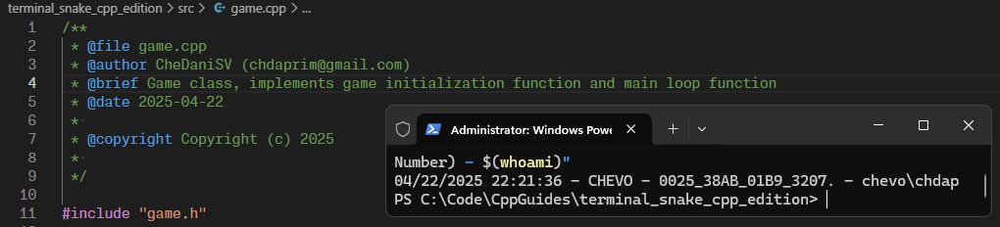 terminal_snake_cpp_edition > src > game.cpp > ...
1 /**
2 * @file game.cpp
3 * @author CheDaniSV (chdaprim@gmail.com)
4 * @brief Game class, implements game initialization function and main loop function
5 * @date 2025-04-22
6 *
7 * @copyright Copyright (c) 2025
8 *
9 */
10
11 #include "game.h"
Administrator: Windows Powe
Number) - $(whoami)"
04/22/2025 22:21:36 - CHEVO - 0025_38AB_01B9_3207. - chevo\chdap
PS C:\Code\CppGuides\terminal_snake_cpp_edition>